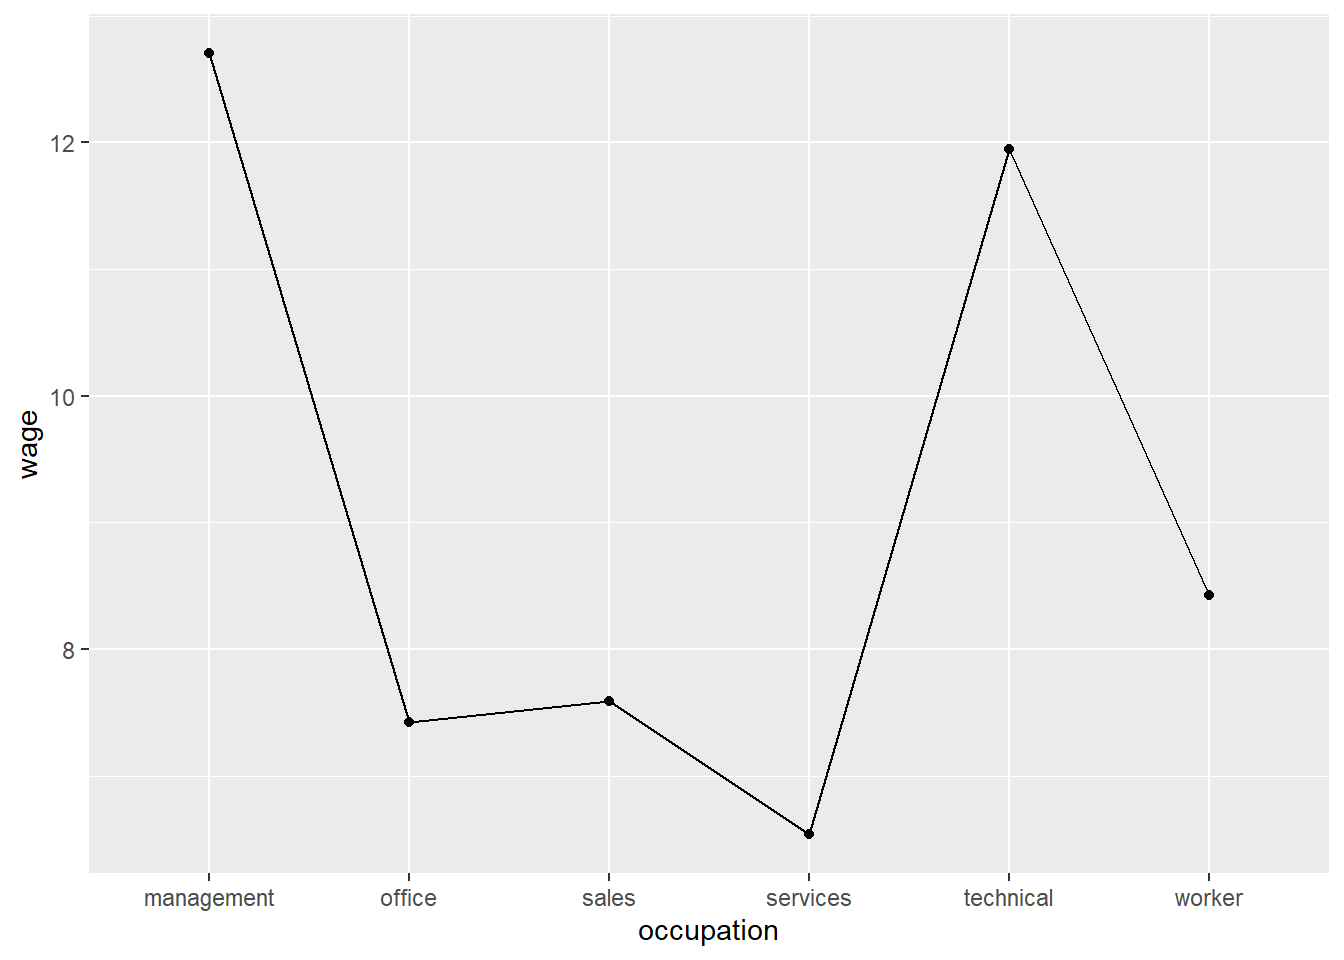 12
10
8
wage
management office sales services technical worker
occupation